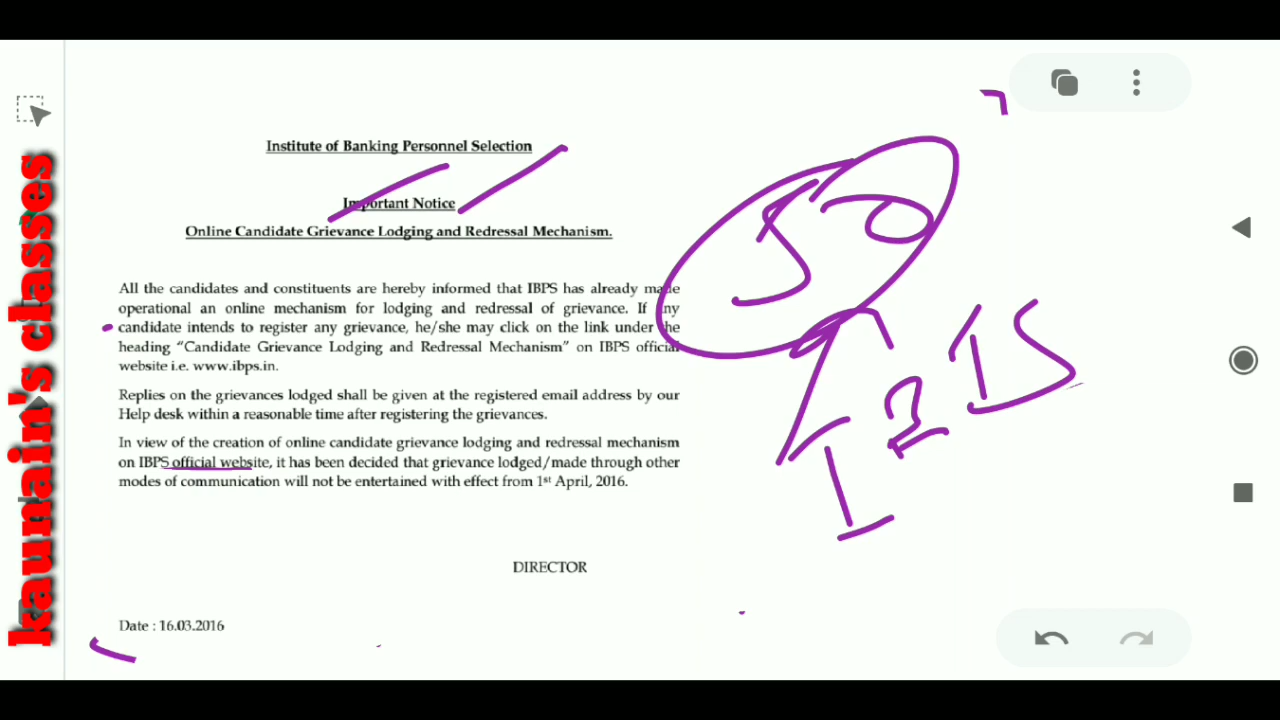 kaunain's classes
Institute of Banking Personnel Selection
Important Notice
Online Candidate Grievance Lodging and Redressal Mechanism.
All the candidates and constituents are hereby informed that IBPS has already made
operational an online mechanism for lodging and redressal of grievance. If any
candidate intends to register any grievance, he/she may click on the link under the
heading “Candidate Grievance Lodging and Redressal Mechanism” on IBPS official
website i.e. www.ibps.in.
Replies on the grievances lodged shall be given at the registered email address by our
Help desk within a reasonable time after registering the grievances.
In view of the creation of online candidate grievance lodging and redressal mechanism
on IBPS official website, it has been decided that grievance lodged/made through other
modes of communication will not be entertained with effect from 1st April, 2016.
DIRECTOR
Date : 16.03.2016